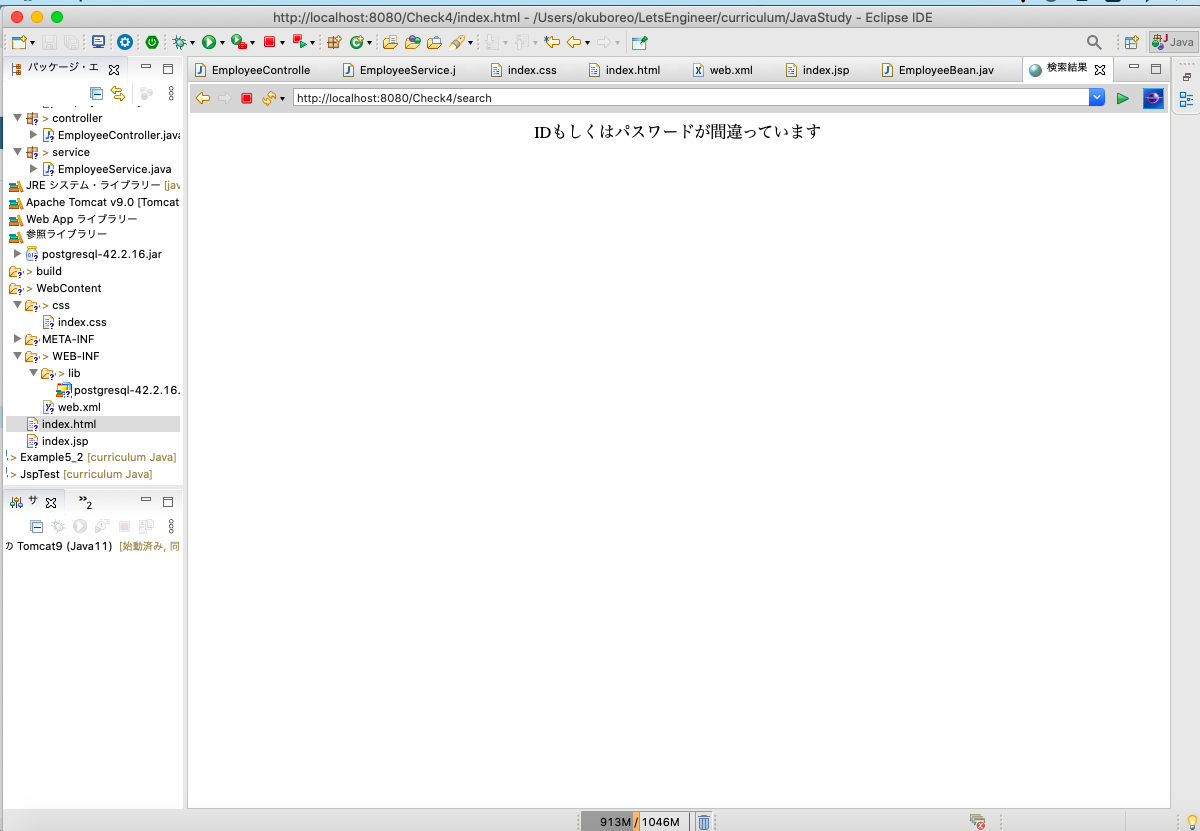 http://localhost:8080/Check4/index.html - /Users/okuboreo/LetsEngineer/curriculum/JavaStudy - Eclipse IDE
Java
パッケージ・エ
EmployeeControlle
EmployeeService.j
index.css
index.html
web.xml
index.jsp
EmployeeBean.jav
検索結果
http://localhost:8080/Check4/search
IDもしくはパスワードが間違っています
> controller
EmployeeController.java
> service
EmployeeService.java
JRE システム・ライブラリー [jav
Apache Tomcat v9.0 [Tomcat
Web App ライブラリー
参照ライブラリー
postgresql-42.2.16.jar
> build
> WebContent
> css
index.css
META-INF
> WEB-INF
> lib
postgresql-42.2.16.
web.xml
index.html
index.jsp
> Example5_2 [curriculum Java]
> JspTest [curriculum Java]
サ
»2
の Tomcat9 (Java11) [始動済み, 同
913M / 1046M